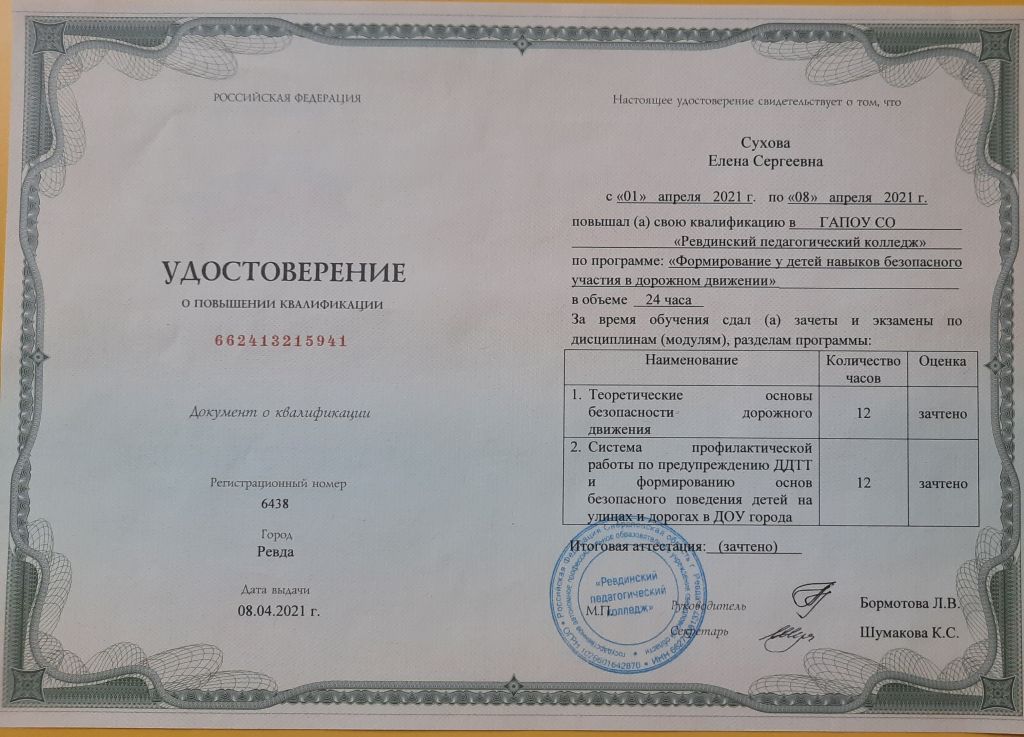 РОССИЙСКАЯ ФЕДЕРАЦИЯ
УДОСТОВЕРЕНИЕ
О ПОВЫШЕНИИ КВАЛИФИКАЦИИ
662413215941
Документ о квалификации
Регистрационный номер
6438
Город
Ревда
Дата выдачи
08.04.2021 г.
Настоящее удостоверение свидетельствует о том, что
Сухова
Елена Сергеевна
с «01» апреля 2021 г. по «08» апреля 2021 г.
повышал (а) свою квалификацию в ГАПОУ СО
«Ревдинский педагогический колледж»
по программе: «Формирование у детей навыков безопасного
участия в дорожном движении»
в объеме 24 часа
За время обучения сдал (а) зачеты и экзамены по
дисциплинам (модулям), разделам программы:
Наименование Количество часов Оценка
1. Теоретические основы
безопасности дорожного 12 зачтено
движения
2. Система профилактической
работы по предупреждению ДДТТ
и формированию основ 12 зачтено
безопасного поведения детей на
улицах и дорогах в ДОУ города
Итоговая аттестация: (зачтено)
«Ревдинский
педагогический
колледж»
М.П.
Руководитель Бормотова Л.В.
Секретарь Шумакова К.С.